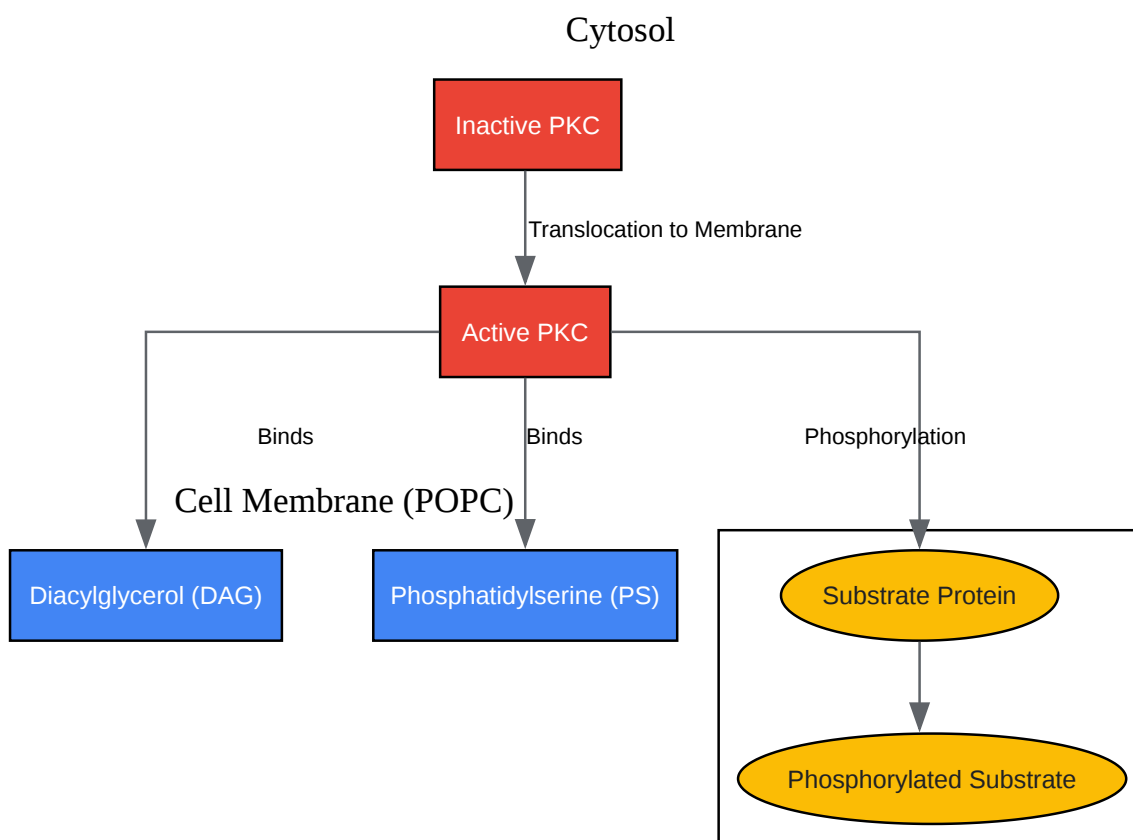 Cytosol
Inactive PKC
Translocation to Membrane
Active PKC
Binds
Binds
Phosphorylation
Cell Membrane (POPC)
Diacylglycerol (DAG)
Phosphatidylserine (PS)
Substrate Protein
Phosphorylated Substrate